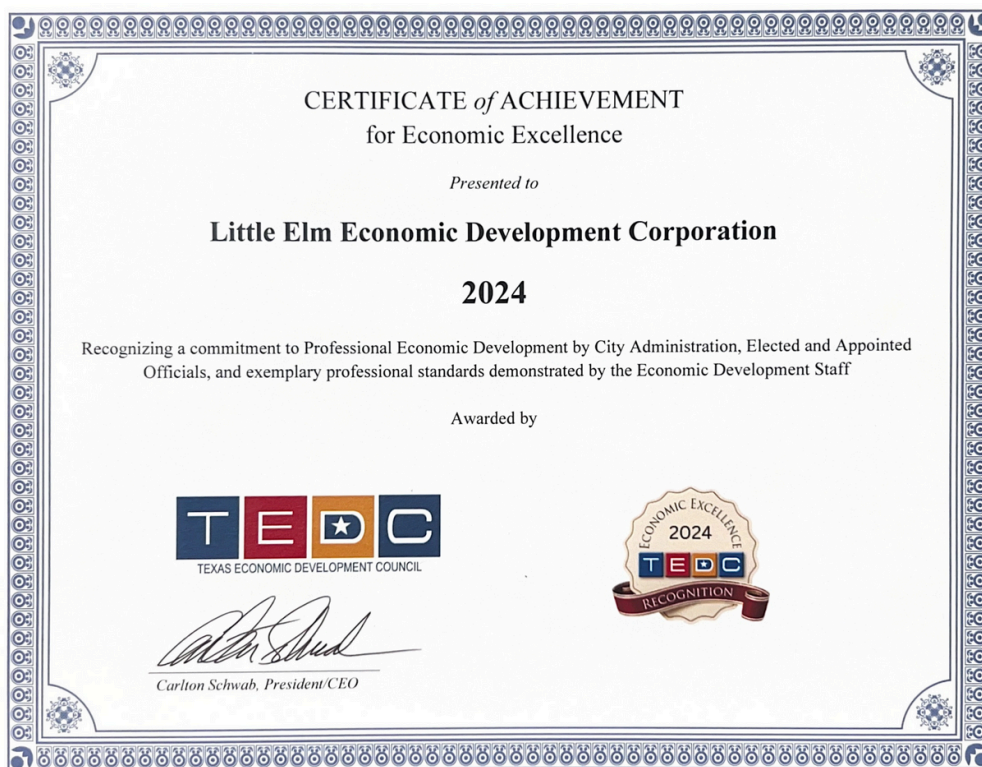 CERTIFICATE of ACHIEVEMENT
for Economic Excellence
Presented to
Little Elm Economic Development Corporation
2024
Recognizing a commitment to Professional Economic Development by City Administration, Elected and Appointed
Officials, and exemplary professional standards demonstrated by the Economic Development Staff
Awarded by
TEDC
TEXAS ECONOMIC DEVELOPMENT COUNCIL
Carlton Schwab, President/CEO
ECONOMIC EXCELLENCE
2024
TEDC
RECOGNITION